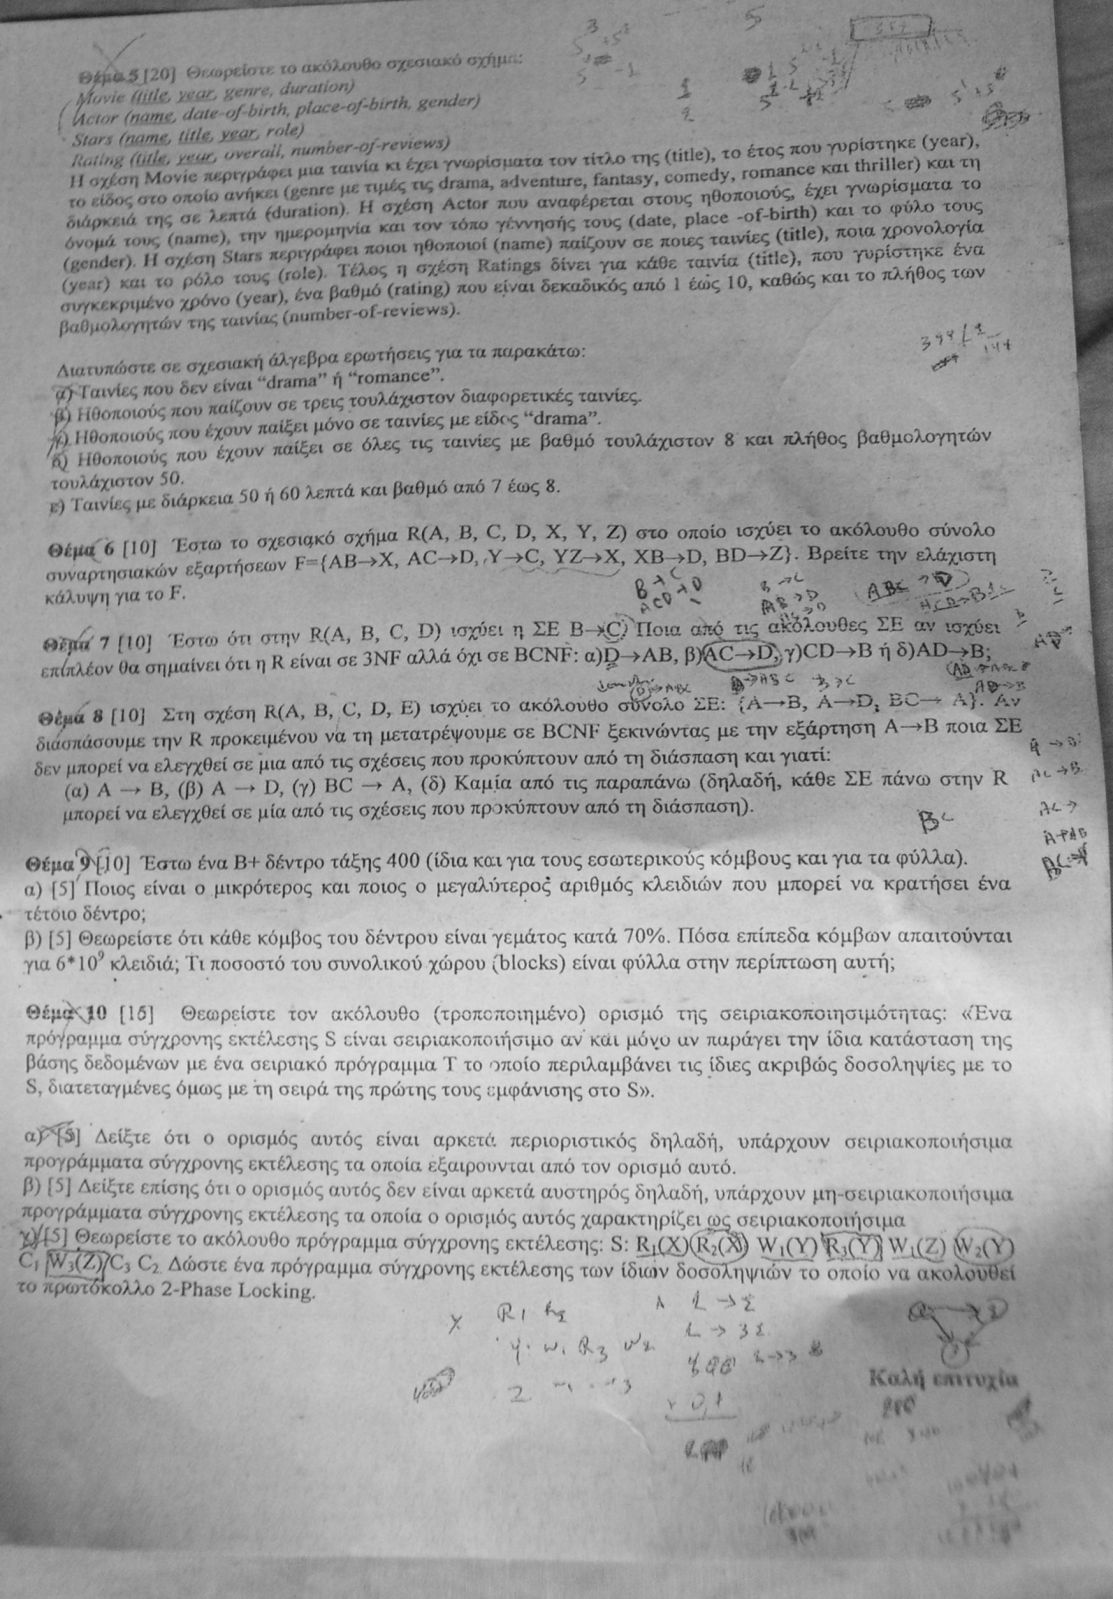 Θέμα 5 [20] Θεωρείστε το ακόλουθο σχεσιακό σχήμα:
Movie (title, year, genre, duration)
Actor (name, date-of-birth, place-of-birth, gender)
Stars (name, title, year, role)
Rating (title, year, overall, number-of-reviews)
Η σχέση Movie περιγράφει μια ταινία κι έχει γνωρίσματα τον τίτλο της (title), το έτος που γυρίστηκε (year),
το είδος στο οποίο ανήκει (genre με τιμές τις drama, adventure, fantasy, comedy, romance και thriller) και τη
διάρκειά της σε λεπτά (duration). Η σχέση Actor που αναφέρεται στους ηθοποιούς, έχει γνωρίσματα το
όνομά τους (name), την ημερομηνία και τον τόπο γέννησής τους (date, place -of-birth) και το φύλο τους
(gender). Η σχέση Stars περιγράφει ποιοι ηθοποιοί (name) παίζουν σε ποιες ταινίες (title), ποια χρονολογία
(year) και το ρόλο τους (role). Τέλος η σχέση Ratings δίνει για κάθε ταινία (title), που γυρίστηκε ένα
συγκεκριμένο χρόνο (year), ένα βαθμό (rating) που είναι δεκαδικός από 1 έως 10, καθώς και το πλήθος των
βαθμολογητών της ταινίας (number-of-reviews).
Διατυπώστε σε σχεσιακή άλγεβρα ερωτήσεις για τα παρακάτω:
α) Ταινίες που δεν είναι “drama” ή “romance”.
β) Ηθοποιούς που παίζουν σε τρεις τουλάχιστον διαφορετικές ταινίες.
γ) Ηθοποιούς που έχουν παίξει μόνο σε ταινίες με είδος “drama”.
δ) Ηθοποιούς που έχουν παίξει σε όλες τις ταινίες με βαθμό τουλάχιστον 8 και πλήθος βαθμολογητών
τουλάχιστον 50.
ε) Ταινίες με διάρκεια 50 ή 60 λεπτά και βαθμό από 7 έως 8.
Θέμα 6 [10] Έστω το σχεσιακό σχήμα R(A, B, C, D, X, Y, Z) στο οποίο ισχύει το ακόλουθο σύνολο
συναρτησιακών εξαρτήσεων F={AB→X, AC→D, Y→C, YZ→X, XB→D, BD→Z}. Βρείτε την ελάχιστη
κάλυψη για το F.
Θέμα 7 [10] Έστω ότι στην R(A, B, C, D) ισχύει η ΣΕ B→C. Ποια από τις ακόλουθες ΣΕ αν ισχύει
επιπλέον θα σημαίνει ότι η R είναι σε 3NF αλλά όχι σε BCNF: α)D→AB, β)AC→D, γ)CD→B ή δ)AD→B;
Θέμα 8 [10] Στη σχέση R(A, B, C, D, E) ισχύει το ακόλουθο σύνολο ΣΕ: {A→B, A→D, BC→ A}. Αν
διασπάσουμε την R προκειμένου να τη μετατρέψουμε σε BCNF ξεκινώντας με την εξάρτηση A→B ποια ΣΕ
δεν μπορεί να ελεγχθεί σε μια από τις σχέσεις που προκύπτουν από τη διάσπαση και γιατί:
(α) A → B, (β) A → D, (γ) BC → A, (δ) Καμία από τις παραπάνω (δηλαδή, κάθε ΣΕ πάνω στην R
μπορεί να ελεγχθεί σε μία από τις σχέσεις που προκύπτουν από τη διάσπαση).
Θέμα 9 [10] Έστω ένα B+ δέντρο τάξης 400 (ίδια και για τους εσωτερικούς κόμβους και για τα φύλλα).
α) [5] Ποιος είναι ο μικρότερος και ποιος ο μεγαλύτερος αριθμός κλειδιών που μπορεί να κρατήσει ένα
τέτοιο δέντρο;
β) [5] Θεωρείστε ότι κάθε κόμβος του δέντρου είναι γεμάτος κατά 70%. Πόσα επίπεδα κόμβων απαιτούνται
για 6*10⁹ κλειδιά; Τι ποσοστό του συνολικού χώρου (blocks) είναι φύλλα στην περίπτωση αυτή;
Θέμα 10 [15] Θεωρείστε τον ακόλουθο (τροποποιημένο) ορισμό της σειριακοποιησιμότητας: «Ένα
πρόγραμμα σύγχρονης εκτέλεσης S είναι σειριακοποιήσιμο αν και μόνο αν παράγει την ίδια κατάσταση της
βάσης δεδομένων με ένα σειριακό πρόγραμμα T το οποίο περιλαμβάνει τις ίδιες ακριβώς δοσοληψίες με το
S, διατεταγμένες όμως με τη σειρά της πρώτης τους εμφάνισης στο S».
α) [5] Δείξτε ότι ο ορισμός αυτός είναι αρκετά περιοριστικός δηλαδή, υπάρχουν σειριακοποιήσιμα
προγράμματα σύγχρονης εκτέλεσης τα οποία εξαιρουνται από τον ορισμό αυτό.
β) [5] Δείξτε επίσης ότι ο ορισμός αυτός δεν είναι αρκετά αυστηρός δηλαδή, υπάρχουν μη-σειριακοποιήσιμα
προγράμματα σύγχρονης εκτέλεσης τα οποία ο ορισμός αυτός χαρακτηρίζει ως σειριακοποιήσιμα
γ) [5] Θεωρείστε το ακόλουθο πρόγραμμα σύγχρονης εκτέλεσης: S: R₁(X) R₂(X) W₁(Y) R₃(Y) W₁(Z) W₂(Y)
C₁ W₃(Z) C₃ C₂. Δώστε ένα πρόγραμμα σύγχρονης εκτέλεσης των ίδιων δοσοληψιών το οποίο να ακολουθεί
το πρωτόκολλο 2-Phase Locking.
Καλή επιτυχία